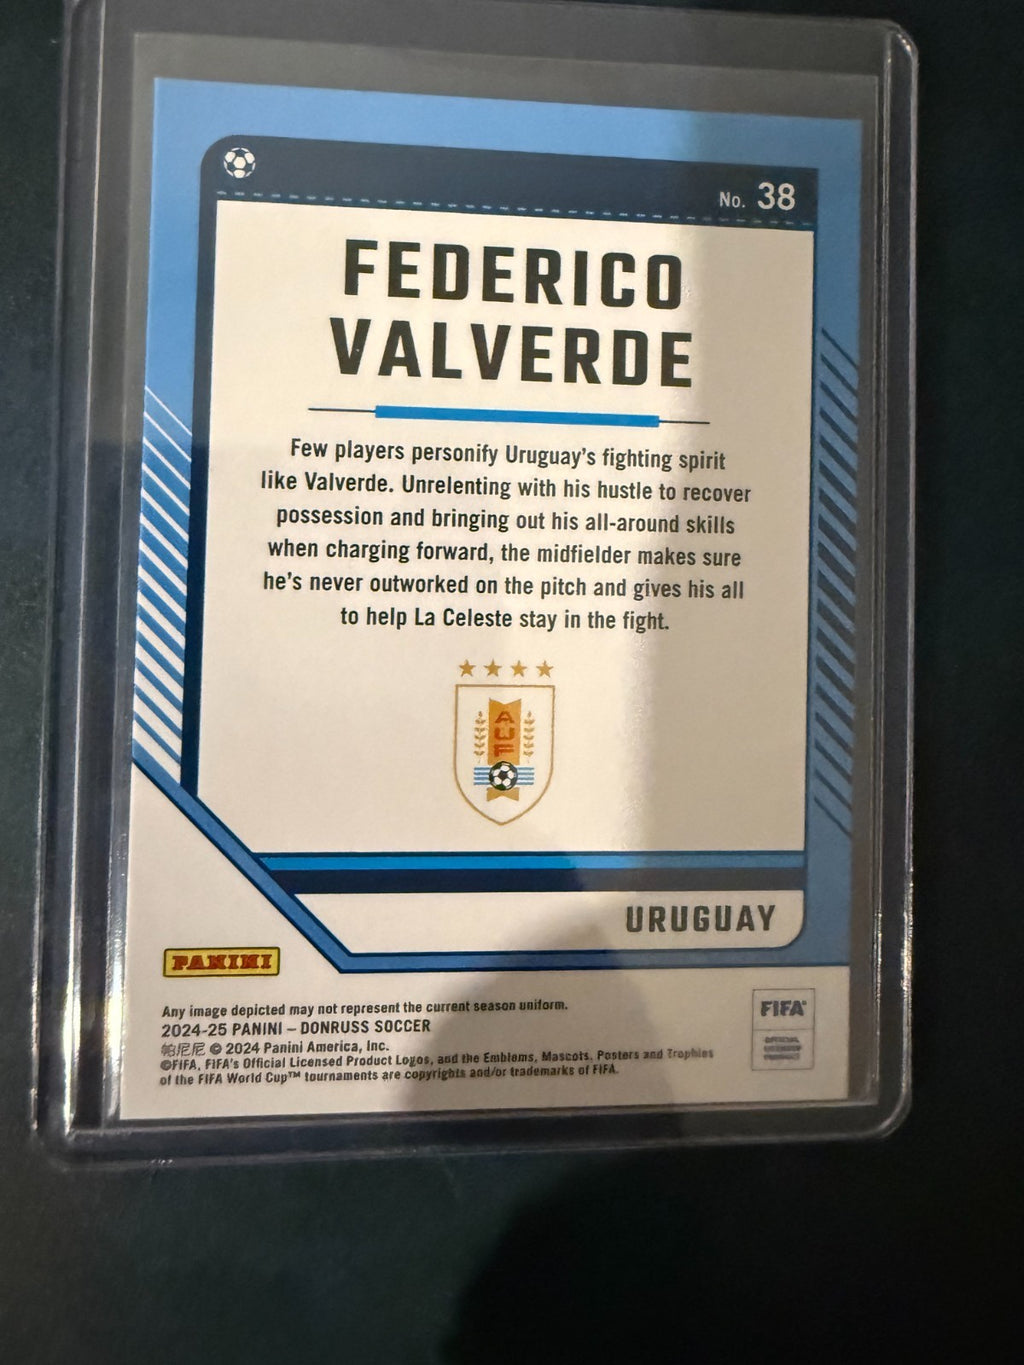 No. 38
FEDERICO
VALVERDE
Few players personify Uruguay's fighting spirit
like Valverde. Unrelenting with his hustle to recover
possession and bringing out his all-around skills
when charging forward, the midfielder makes sure
he's never outworked on the pitch and gives his all
to help La Celeste stay in the fight.
AUF
URUGUAY
PANINI
Any image depicted may not represent the current season uniform.
2024-25 PANINI – DONRUSS SOCCER
帕尼尼 © 2024 Panini America, Inc.
©FIFA, FIFA's Official Licensed Product Logos, and the Emblems, Mascots, Posters and Trophies
of the FIFA World Cup™ tournaments are copyrights and/or trademarks of FIFA.
FIFA®
OFFICIAL
LICENSED
PRODUCT